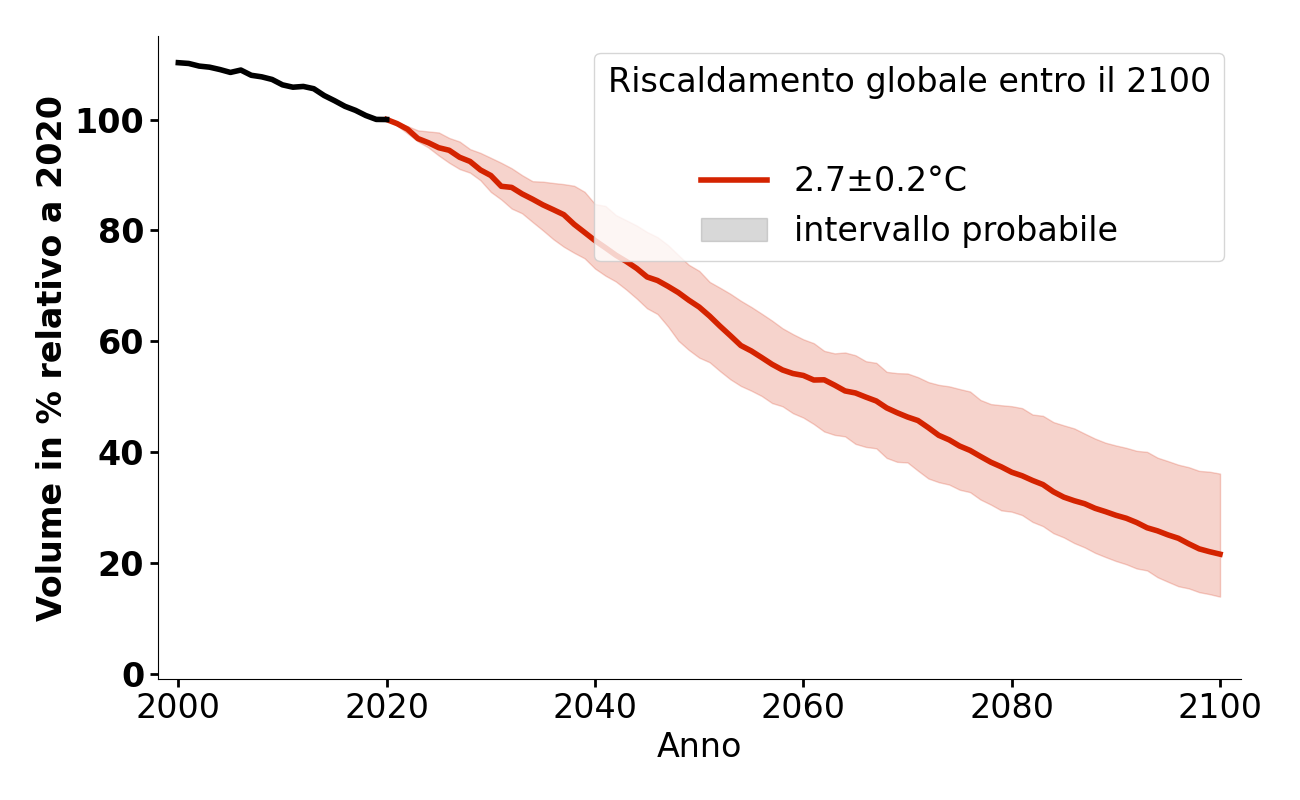 Riscaldamento globale entro il 2100
2.7±0.2°C
intervallo probabile
Volume in % relativo a 2020
100
80
60
40
20
0
2000 2020 2040 2060 2080 2100
Anno